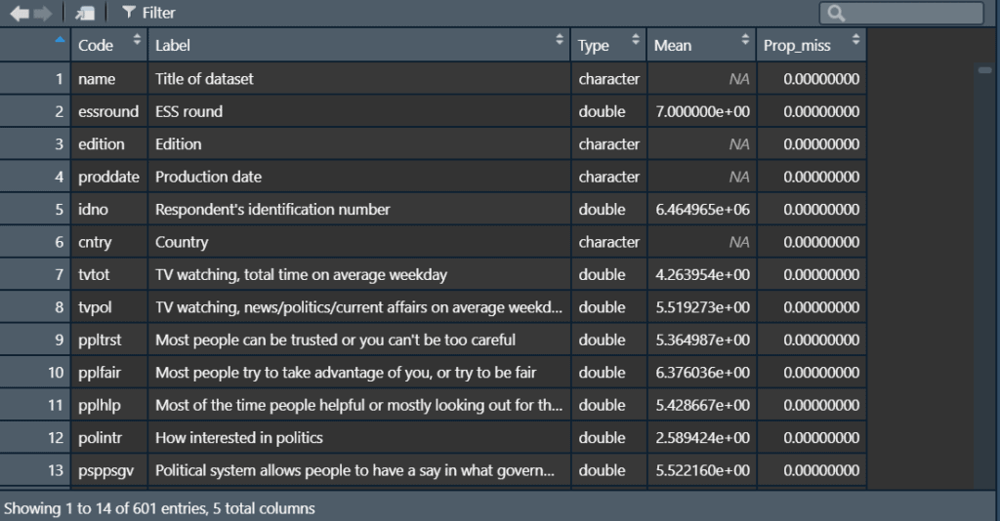 Filter
Code Label Type Mean Prop_miss
1 name Title of dataset character NA 0.00000000
2 essround ESS round double 7.000000e+00 0.00000000
3 edition Edition character NA 0.00000000
4 proddate Production date character NA 0.00000000
5 idno Respondent's identification number double 6.464965e+06 0.00000000
6 cntry Country character NA 0.00000000
7 tvtot TV watching, total time on average weekday double 4.263954e+00 0.00000000
8 tvpol TV watching, news/politics/current affairs on average weekd... double 5.519273e+00 0.00000000
9 ppltrst Most people can be trusted or you can't be too careful double 5.364987e+00 0.00000000
10 pplfair Most people try to take advantage of you, or try to be fair double 6.376036e+00 0.00000000
11 pplhlp Most of the time people helpful or mostly looking out for th... double 5.428667e+00 0.00000000
12 polintr How interested in politics double 2.589424e+00 0.00000000
13 psppsgv Political system allows people to have a say in what govern... double 5.522160e+00 0.00000000
Showing 1 to 14 of 601 entries, 5 total columns